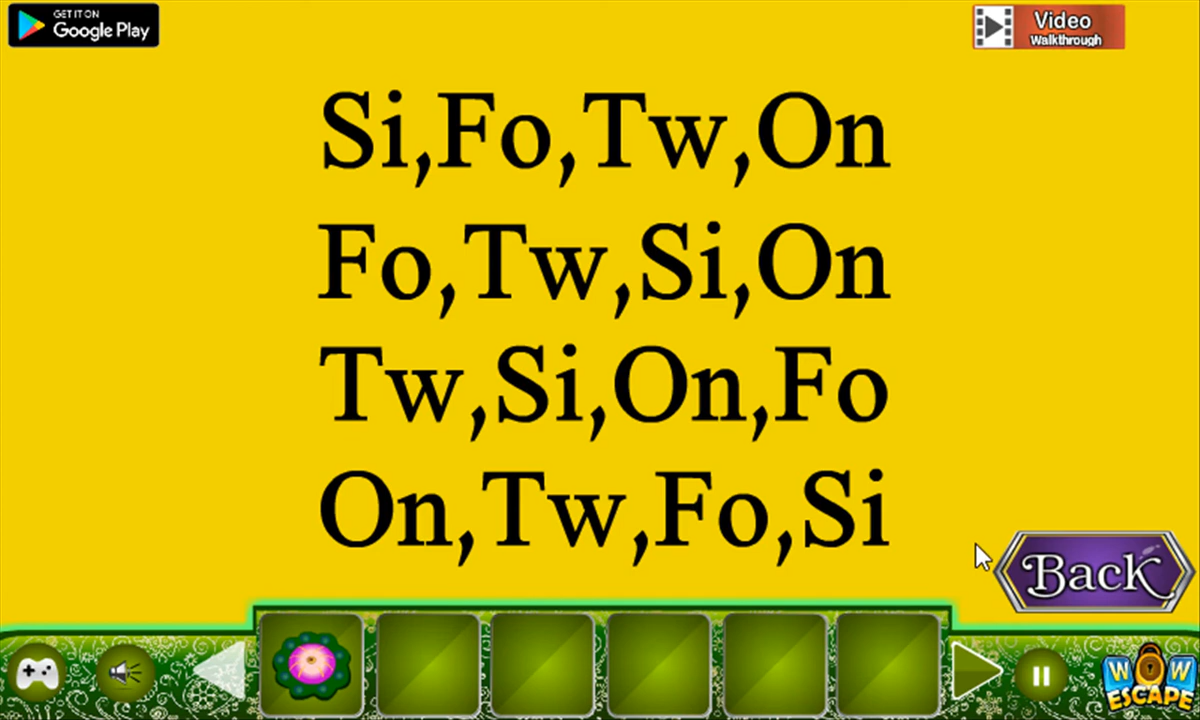 GET IT ON
Google Play
Video
Walkthrough
Si,Fo,Tw,On
Fo,Tw,Si,On
Tw,Si,On,Fo
On,Tw,Fo,Si
Back
WOW
ESCAPE